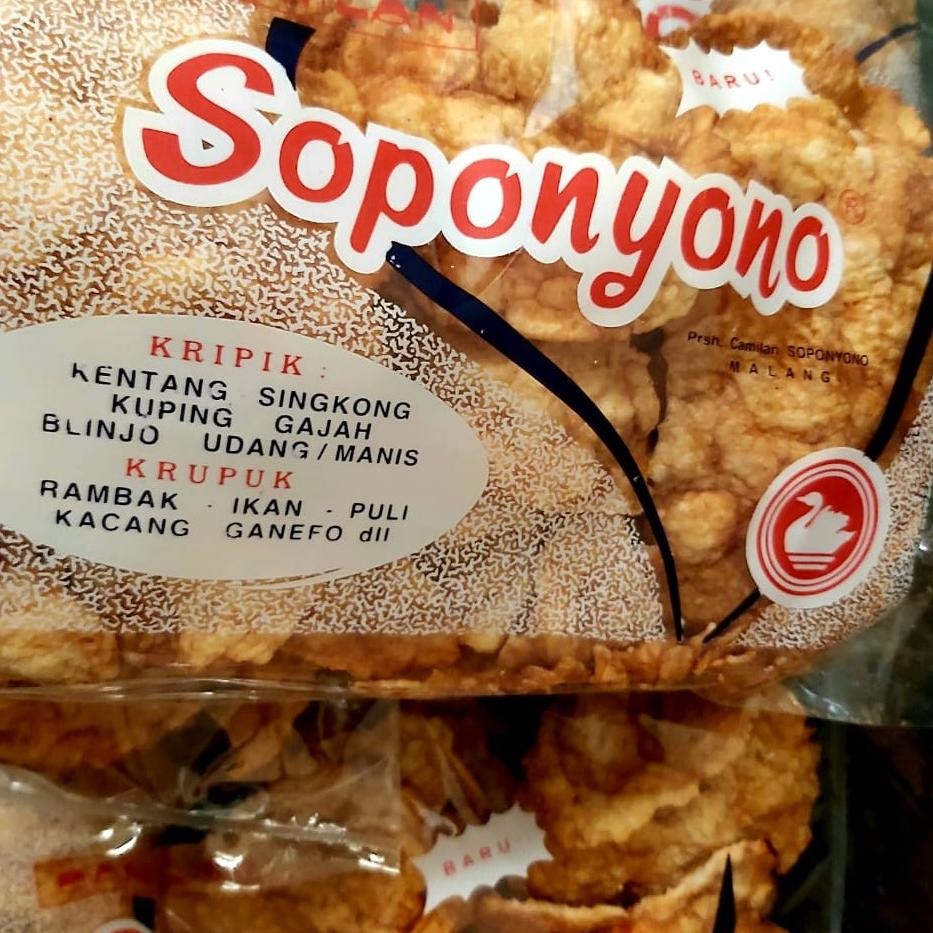 BARU!
Soponyono ®
Prsh. Camilan SOPONYONO
MALANG
KRIPIK :
KENTANG SINGKONG
KUPING GAJAH
BLINJO UDANG/MANIS
KRUPUK
RAMBAK - IKAN - PULI
KACANG GANEFO dll
BARU